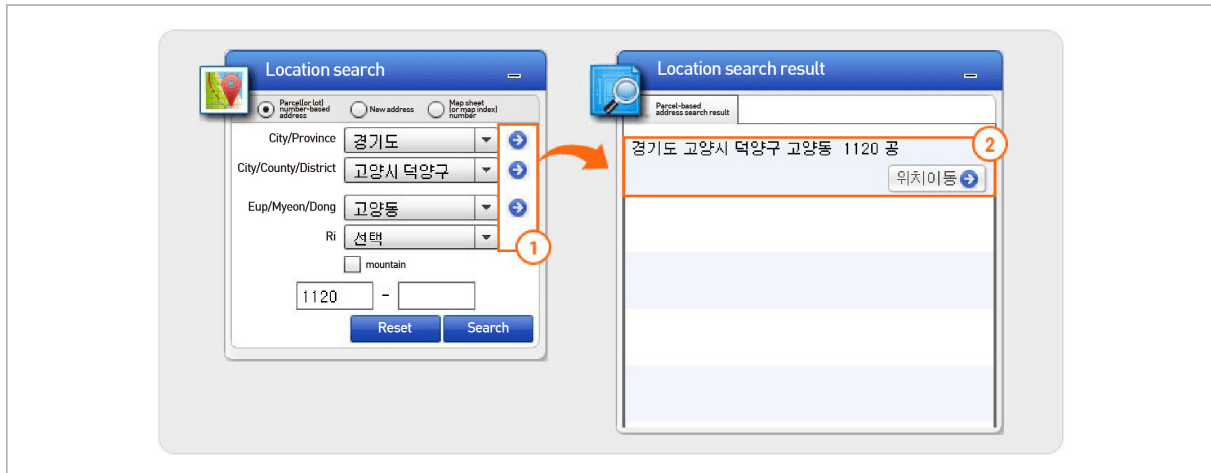 Location search
Parcel(or lot)
number-based
address
New address
Map sheet
(or map index)
number
City/Province
경기도
City/County/District
고양시 덕양구
Eup/Myeon/Dong
고양동
Ri
선택
1
mountain
1120 -
Reset
Search
Location search result
Parcel-based
address search result
경기도 고양시 덕양구 고양동 1120 공
2
위치이동